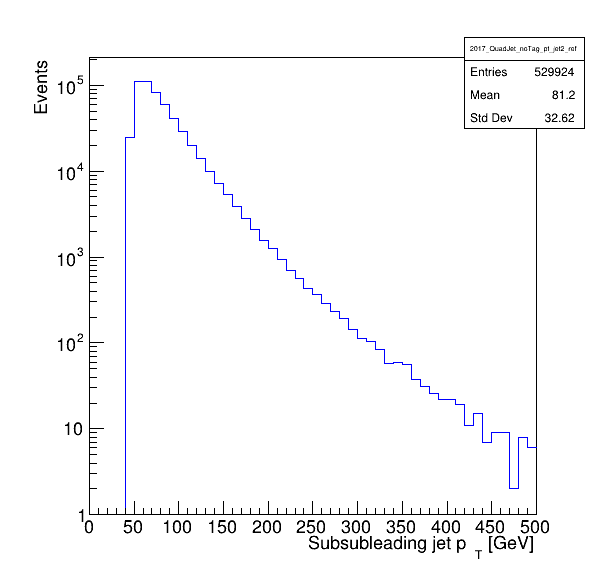 2017_QuadJet_noTag_pt_jet2_ref
Entries 529924
Mean 81.2
Std Dev 32.62
Events
10^5
10^4
10^3
10^2
10
1
0 50 100 150 200 250 300 350 400 450 500
Subsubleading jet p_T [GeV]